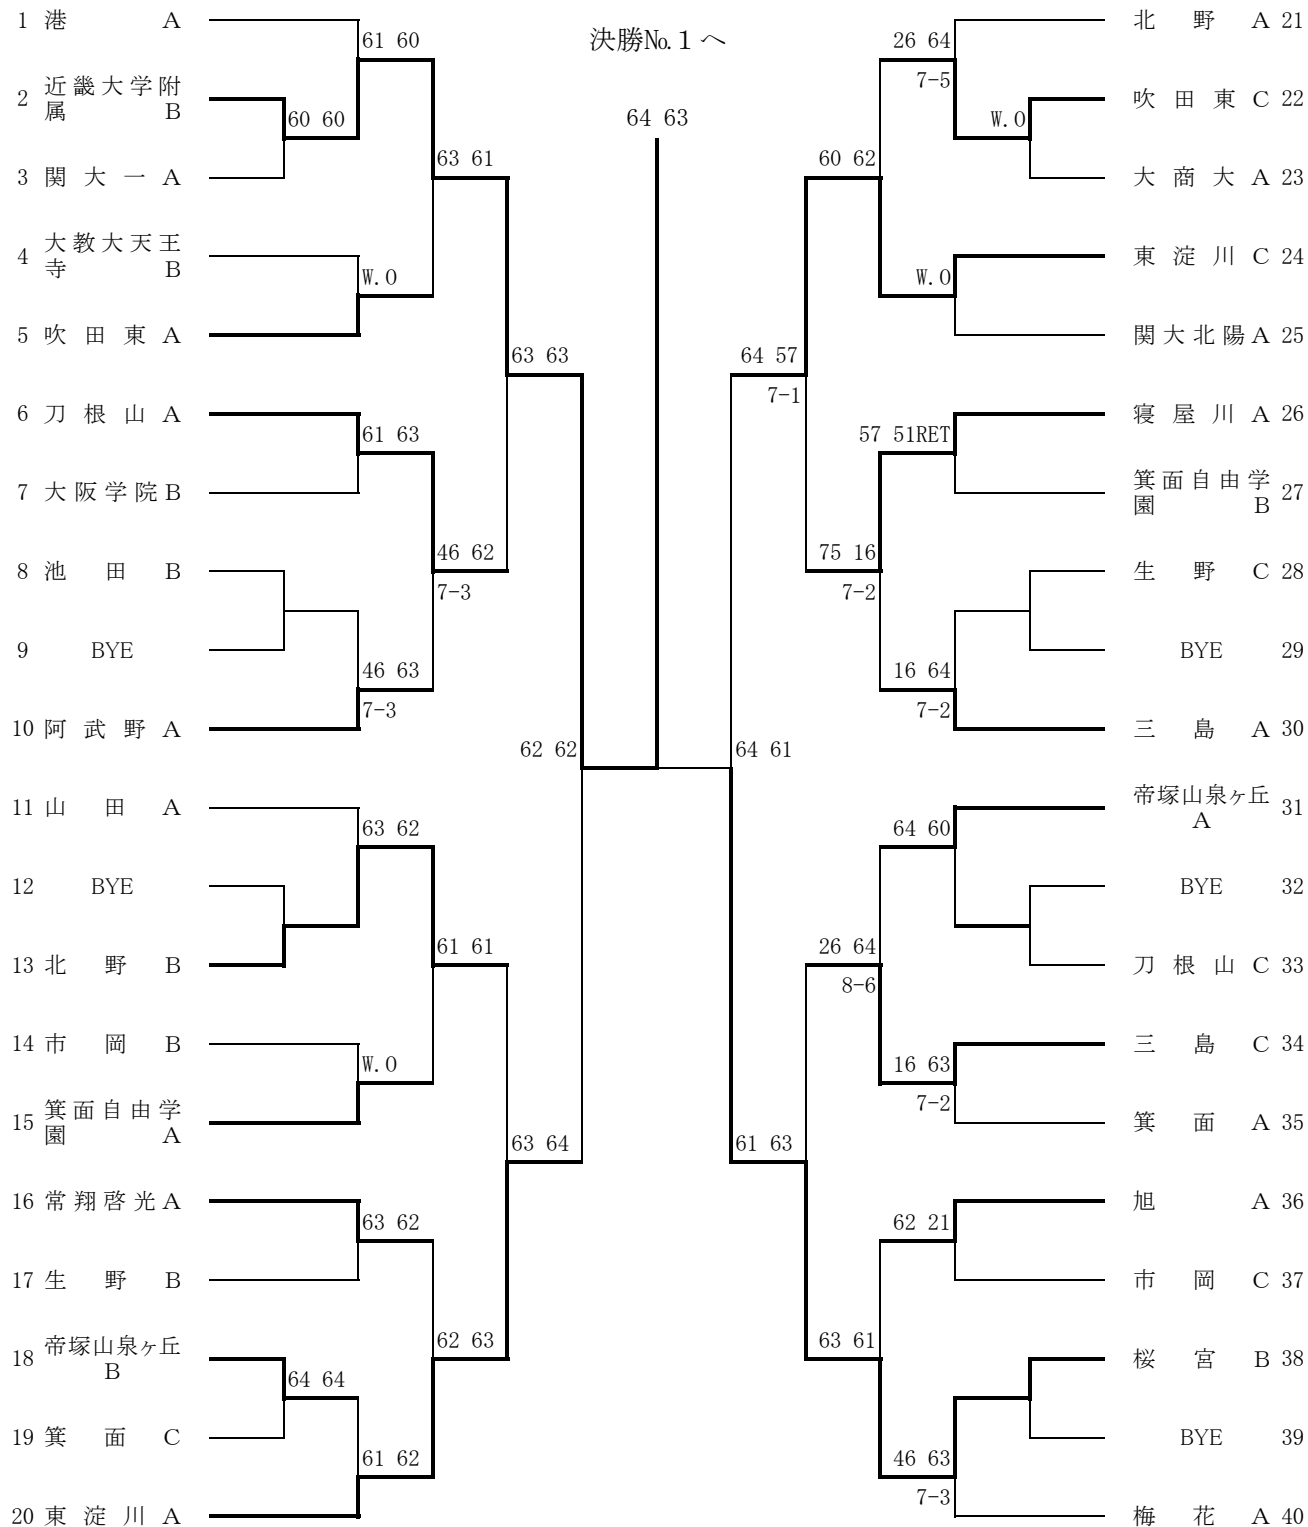 決勝№１へ
64 63
1 港 A
2 近畿大学附
属 B
3 関大一 A
4 大教大天王
寺 B
5 吹田東 A
6 刀根山 A
7 大阪学院 B
8 池田 B
9 BYE
10 阿武野 A
11 山田 A
12 BYE
13 北野 B
14 市岡 B
15 箕面自由学
園 A
16 常翔啓光 A
17 生野 B
18 帝塚山泉ヶ丘
B
19 箕面 C
20 東淀川 A
60 60
61 60
W.O
61 63
46 63
7-3
63 62
W.O
63 62
64 64
61 62
63 61
46 62
7-3
61 61
62 63
63 63
63 64
62 62
北野 A 21
吹田東 C 22
大商大 A 23
東淀川 C 24
関大北陽 A 25
寝屋川 A 26
箕面自由学
園 B 27
生野 C 28
BYE 29
三島 A 30
帝塚山泉ヶ丘
A 31
BYE 32
刀根山 C 33
三島 C 34
箕面 A 35
旭 A 36
市岡 C 37
桜宮 B 38
BYE 39
梅花 A 40
W.O
26 64
7-5
W.O
57 51RET
16 64
7-2
64 60
16 63
7-2
62 21
46 63
7-3
60 62
75 16
7-2
26 64
8-6
63 61
64 57
7-1
61 63
64 61